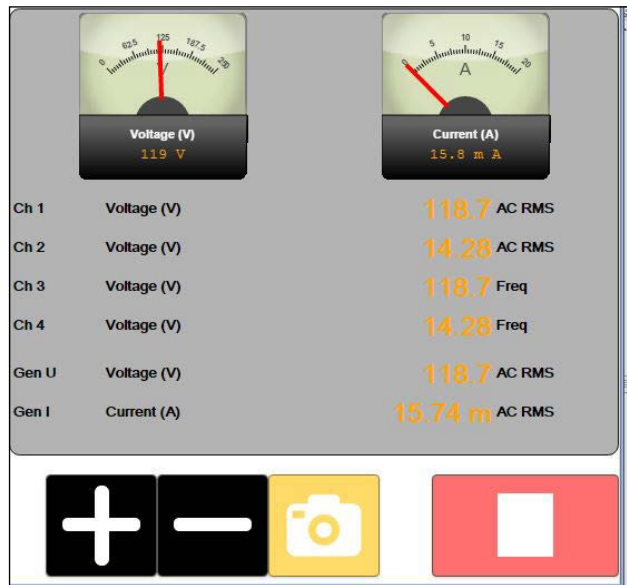 0 62.5 125 187.5 250
V
Voltage (V)
119 V
0 5 10 15 20
A
Current (A)
15.8 m A
Ch 1 Voltage (V) 118.7 AC RMS
Ch 2 Voltage (V) 14.28 AC RMS
Ch 3 Voltage (V) 118.7 Freq
Ch 4 Voltage (V) 14.28 Freq
Gen U Voltage (V) 118.7 AC RMS
Gen I Current (A) 15.74 m AC RMS